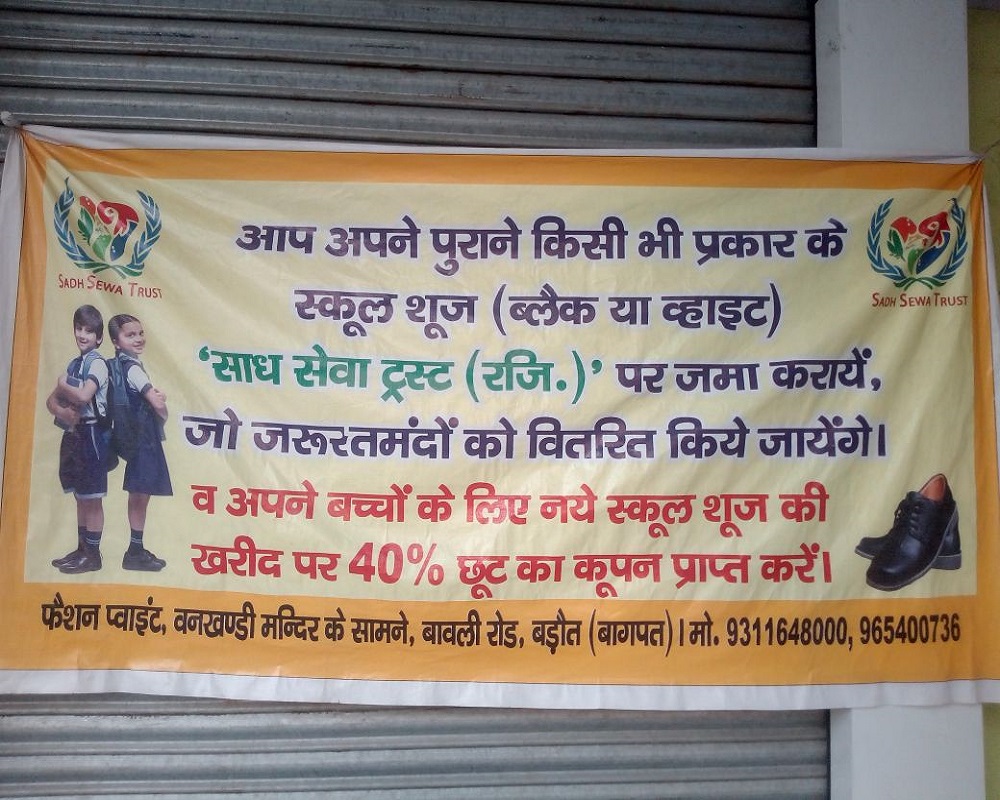 SADH SEWA TRUST
SADH SEWA TRUST
आप अपने पुराने किसी भी प्रकार के
स्कूल शूज (ब्लैक या व्हाइट)
‘साध सेवा ट्रस्ट (रजि.)’ पर जमा करायें,
जो जरूरतमंदों को वितरित किये जायेंगे।
व अपने बच्चों के लिए नये स्कूल शूज की
खरीद पर 40% छूट का कूपन प्राप्त करें।
फैशन प्वाइंट, वनखण्डी मन्दिर के सामने, बावली रोड, बड़ौत (बागपत)। मो. 9311648000, 965400736